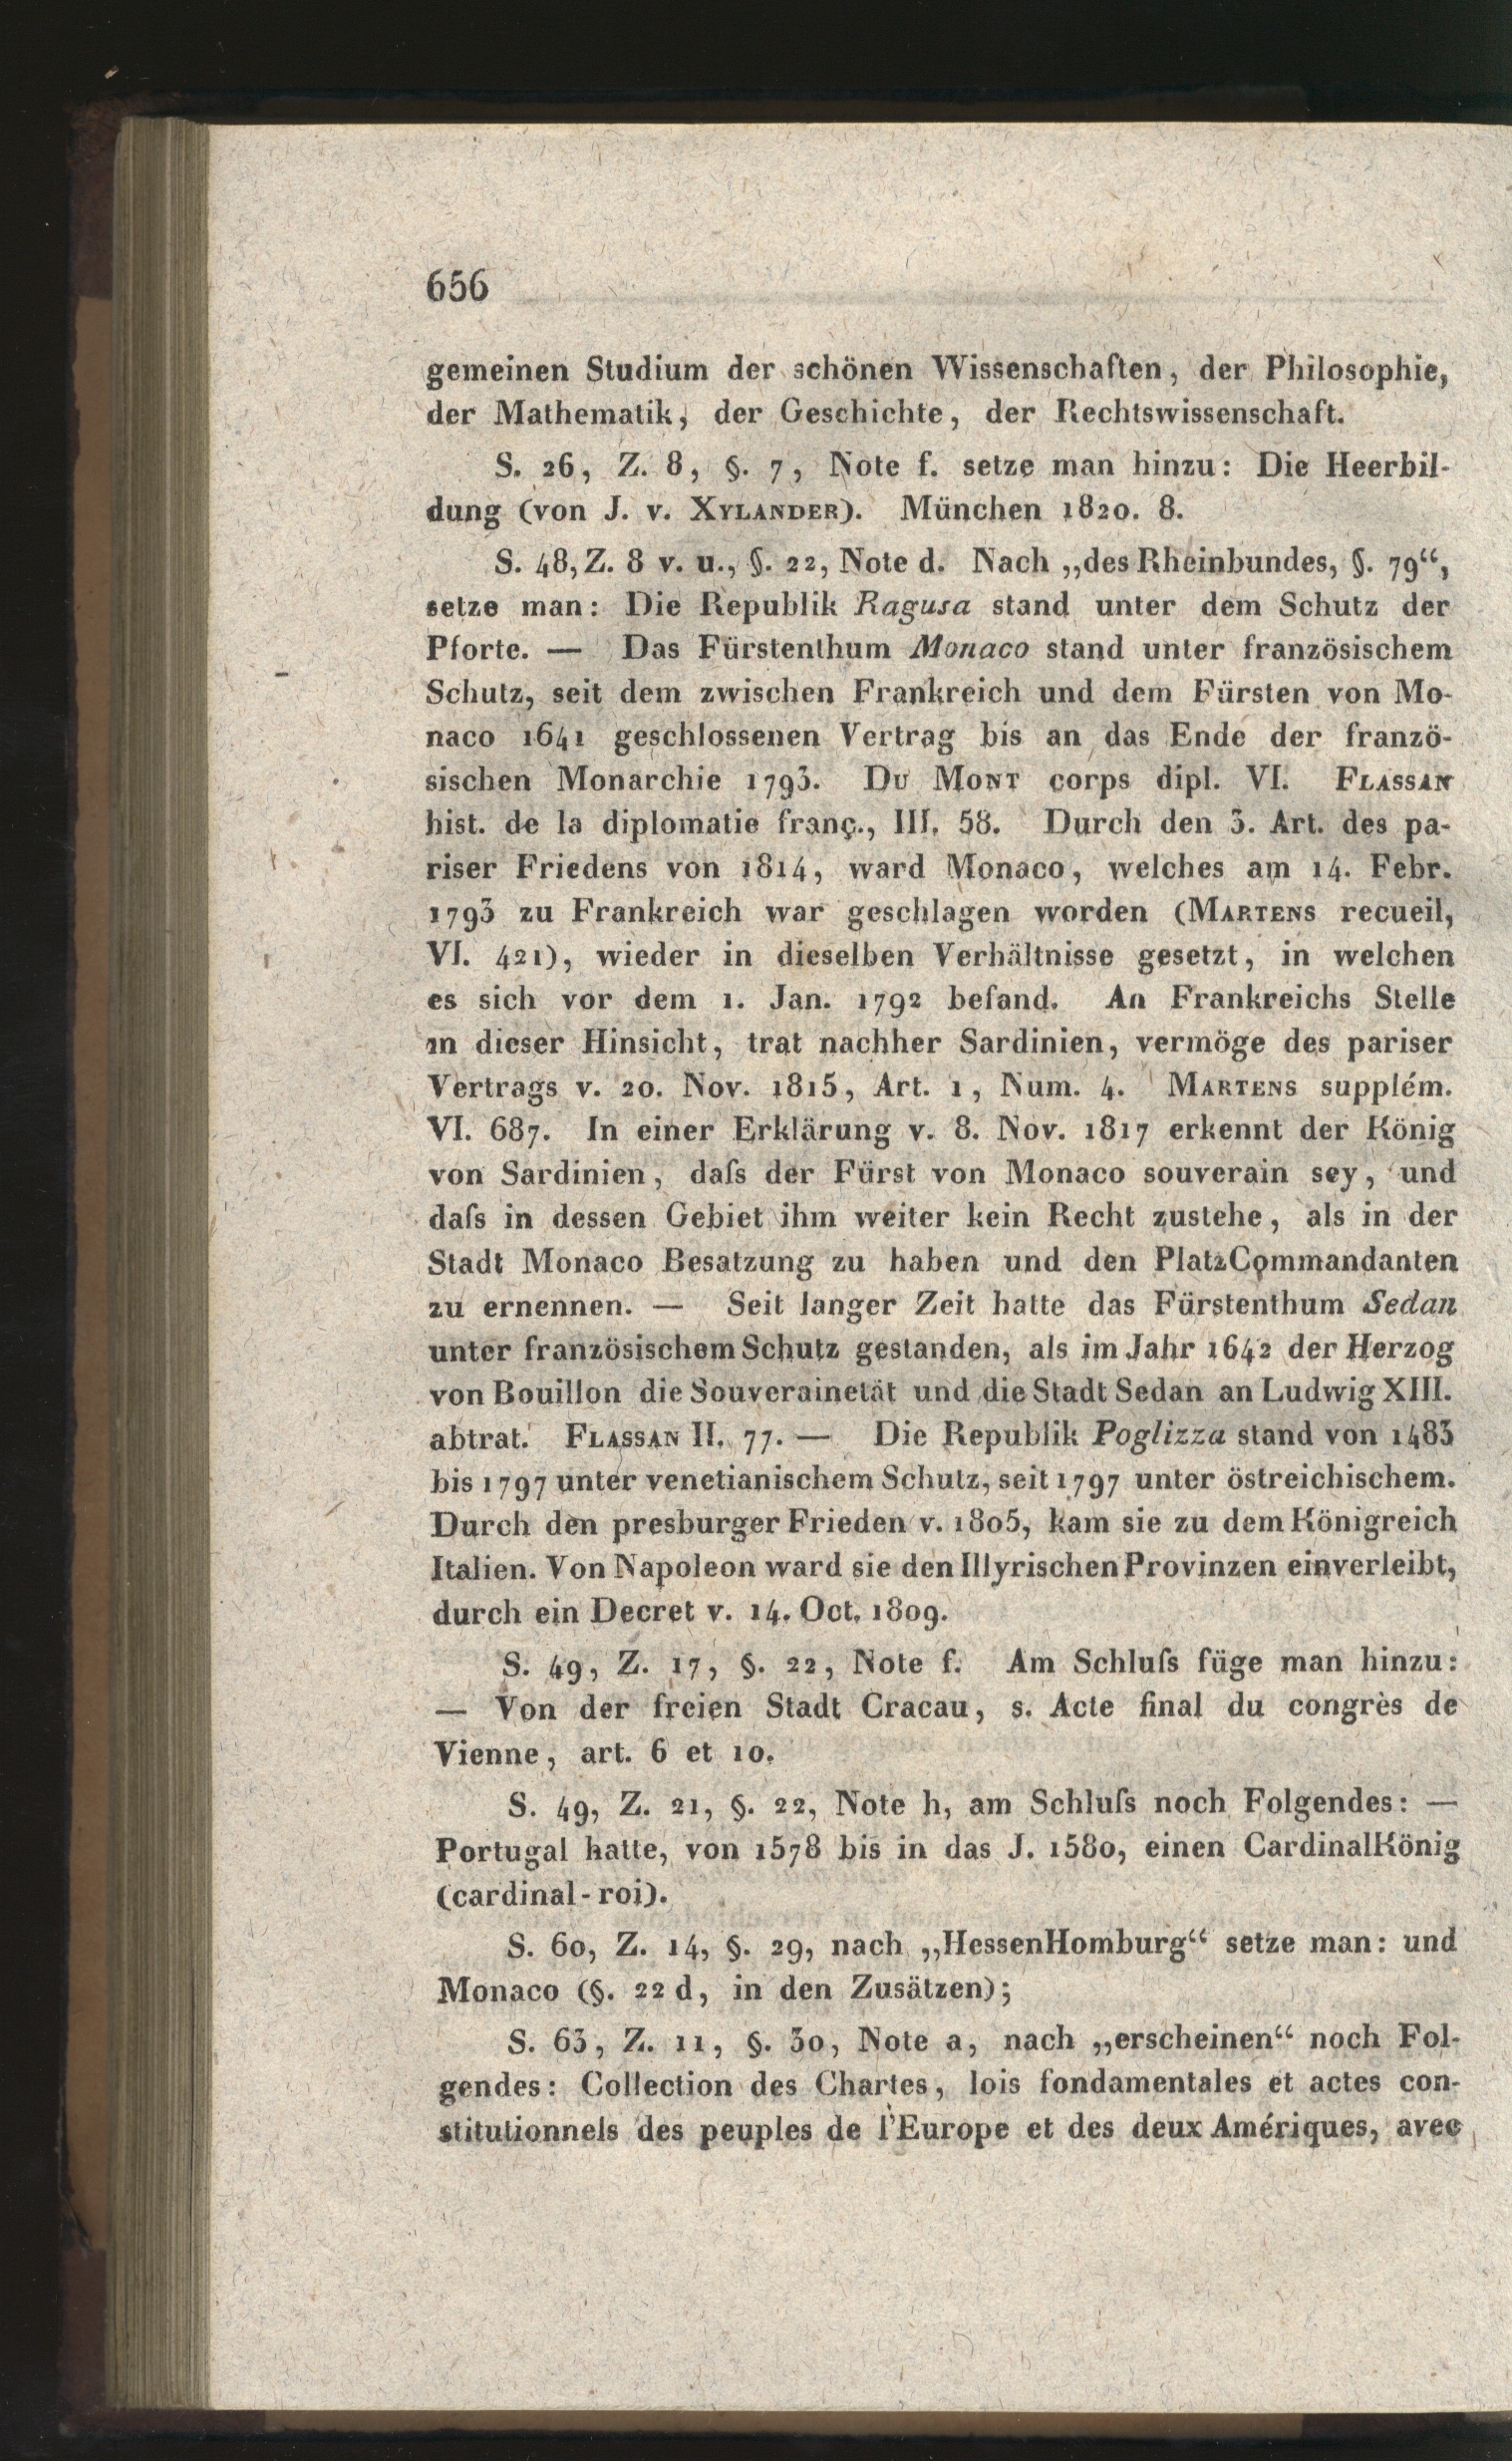 656
gemeinen Studium der schönen Wissenschaften, der Philosophie,
der Mathematik, der Geschichte, der Rechtswissenschaft.
S. 26, Z. 8, §. 7, Note f. setze man hinzu: Die Heerbil-
dung (von J. v. XYLANDER). München 1820. 8.
S. 48, Z. 8 v. u., §. 22, Note d. Nach „des Rheinbundes, §. 79“,
setze man: Die Republik Ragusa stand unter dem Schutz der
Pforte. — Das Fürstenthum Monaco stand unter französischem
Schutz, seit dem zwischen Frankreich und dem Fürsten von Mo-
naco 1641 geschlossenen Vertrag bis an das Ende der franzö-
sischen Monarchie 1793. DU MONT corps dipl. VI. FLASSAN
hist. de la diplomatie franç., III. 58. Durch den 3. Art. des pa-
riser Friedens von 1814, ward Monaco, welches am 14. Febr.
1793 zu Frankreich war geschlagen worden (MARTENS recueil,
VI. 421), wieder in dieselben Verhältnisse gesetzt, in welchen
es sich vor dem 1. Jan. 1792 befand. An Frankreichs Stelle
in dieser Hinsicht, trat nachher Sardinien, vermöge des pariser
Vertrags v. 20. Nov. 1815, Art. 1, Num. 4. MARTENS supplém.
VI. 687. In einer Erklärung v. 8. Nov. 1817 erkennt der König
von Sardinien, daſs der Fürst von Monaco souverain sey, und
daſs in dessen Gebiet ihm weiter kein Recht zustehe, als in der
Stadt Monaco Besatzung zu haben und den PlatzCommandanten
zu ernennen. — Seit langer Zeit hatte das Fürstenthum Sedan
unter französischem Schutz gestanden, als im Jahr 1642 der Herzog
von Bouillon die Souverainetät und die Stadt Sedan an Ludwig XIII.
abtrat. FLASSAN II. 77. — Die Republik Poglizza stand von 1483
bis 1797 unter venetianischem Schutz, seit 1797 unter östreichischem.
Durch den presburger Frieden v. 1805, kam sie zu dem Königreich
Italien. Von Napoleon ward sie den Illyrischen Provinzen einverleibt,
durch ein Decret v. 14. Oct. 1809.
S. 49, Z. 17, §. 22, Note f. Am Schluſs füge man hinzu:
— Von der freien Stadt Cracau, s. Acte final du congrès de
Vienne, art. 6 et 10.
S. 49, Z. 21, §. 22, Note h, am Schluſs noch Folgendes: —
Portugal hatte, von 1578 bis in das J. 1580, einen CardinalKönig
(cardinal-roi).
S. 60, Z. 14, §. 29, nach „HessenHomburg“ setze man: und
Monaco (§. 22 d, in den Zusätzen);
S. 63, Z. 11, §. 30, Note a, nach „erscheinen“ noch Fol-
gendes: Collection des Chartes, lois fondamentales et actes con-
stitutionnels des peuples de l'Europe et des deux Amériques, avec